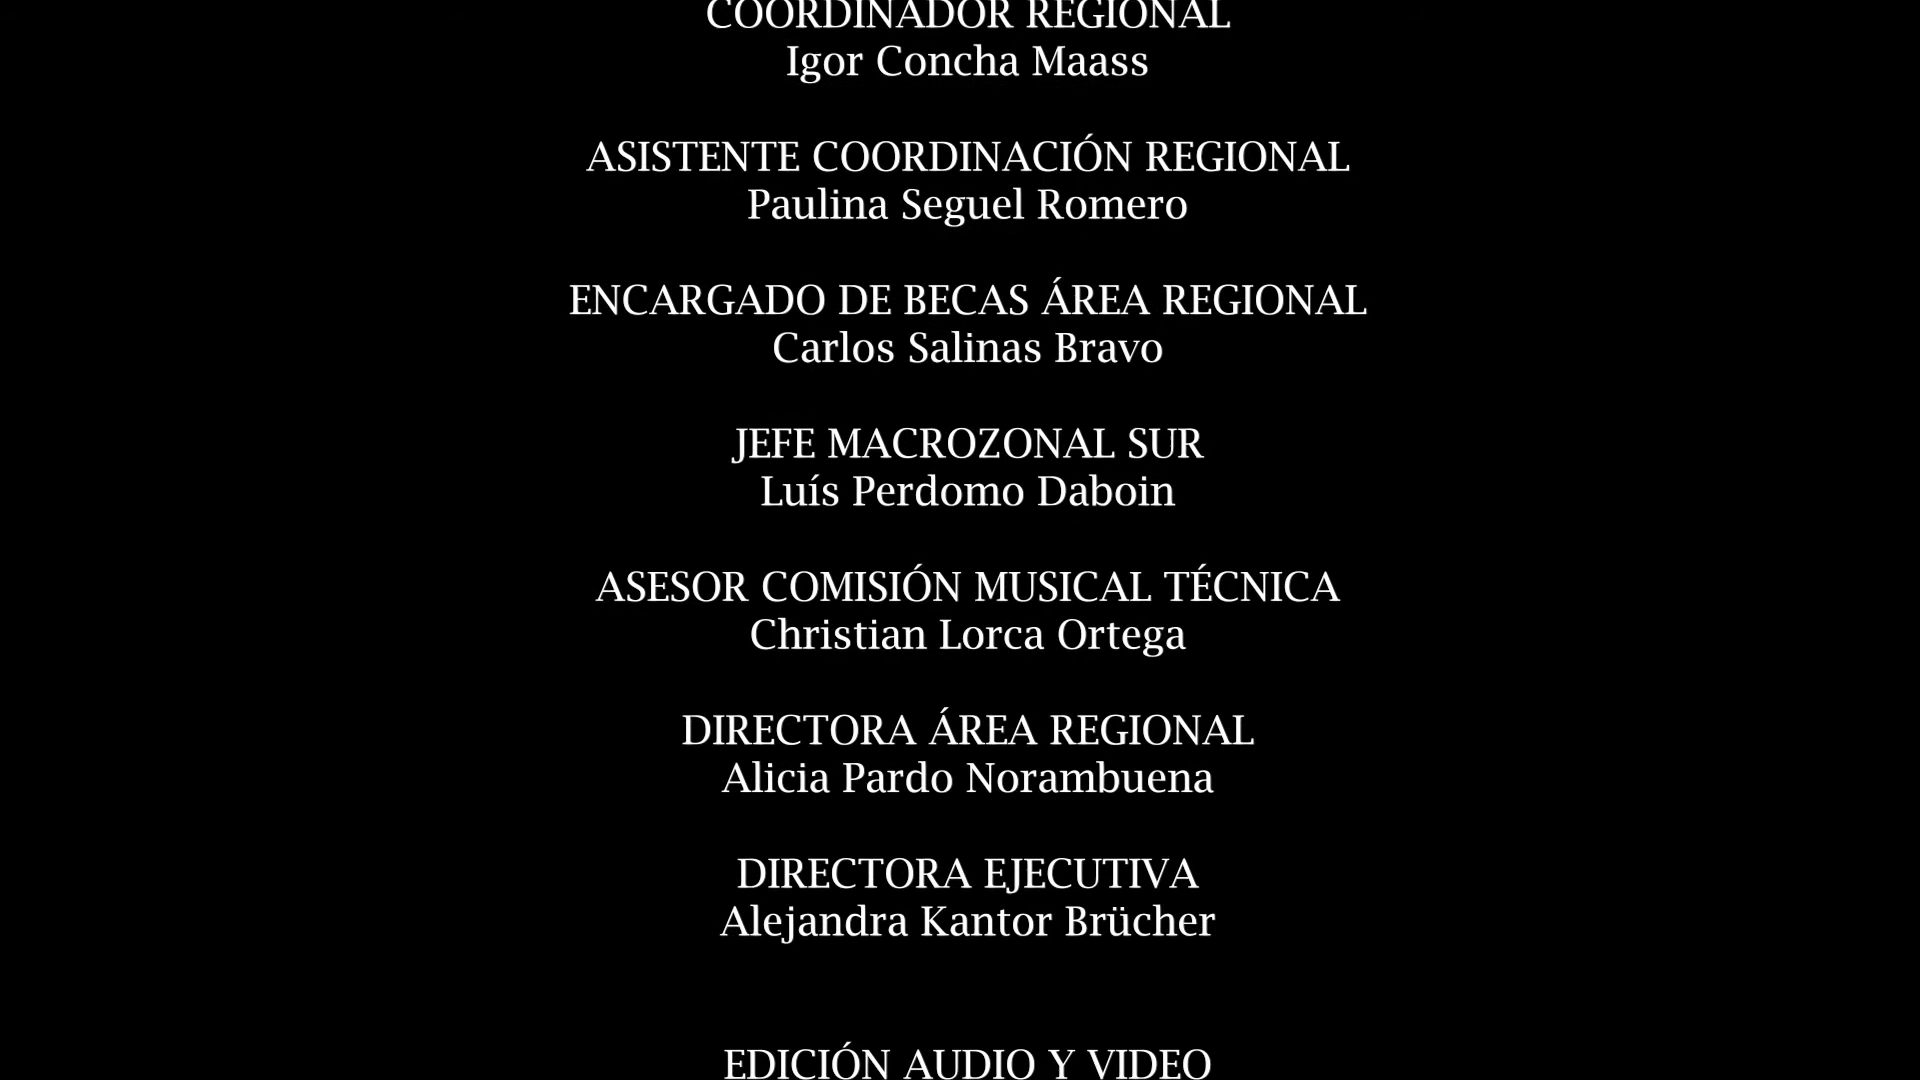 COORDINADOR REGIONAL
Igor Concha Maass
ASISTENTE COORDINACIÓN REGIONAL
Paulina Seguel Romero
ENCARGADO DE BECAS ÁREA REGIONAL
Carlos Salinas Bravo
JEFE MACROZONAL SUR
Luís Perdomo Daboin
ASESOR COMISIÓN MUSICAL TÉCNICA
Christian Lorca Ortega
DIRECTORA ÁREA REGIONAL
Alicia Pardo Norambuena
DIRECTORA EJECUTIVA
Alejandra Kantor Brücher
EDICIÓN AUDIO Y VIDEO